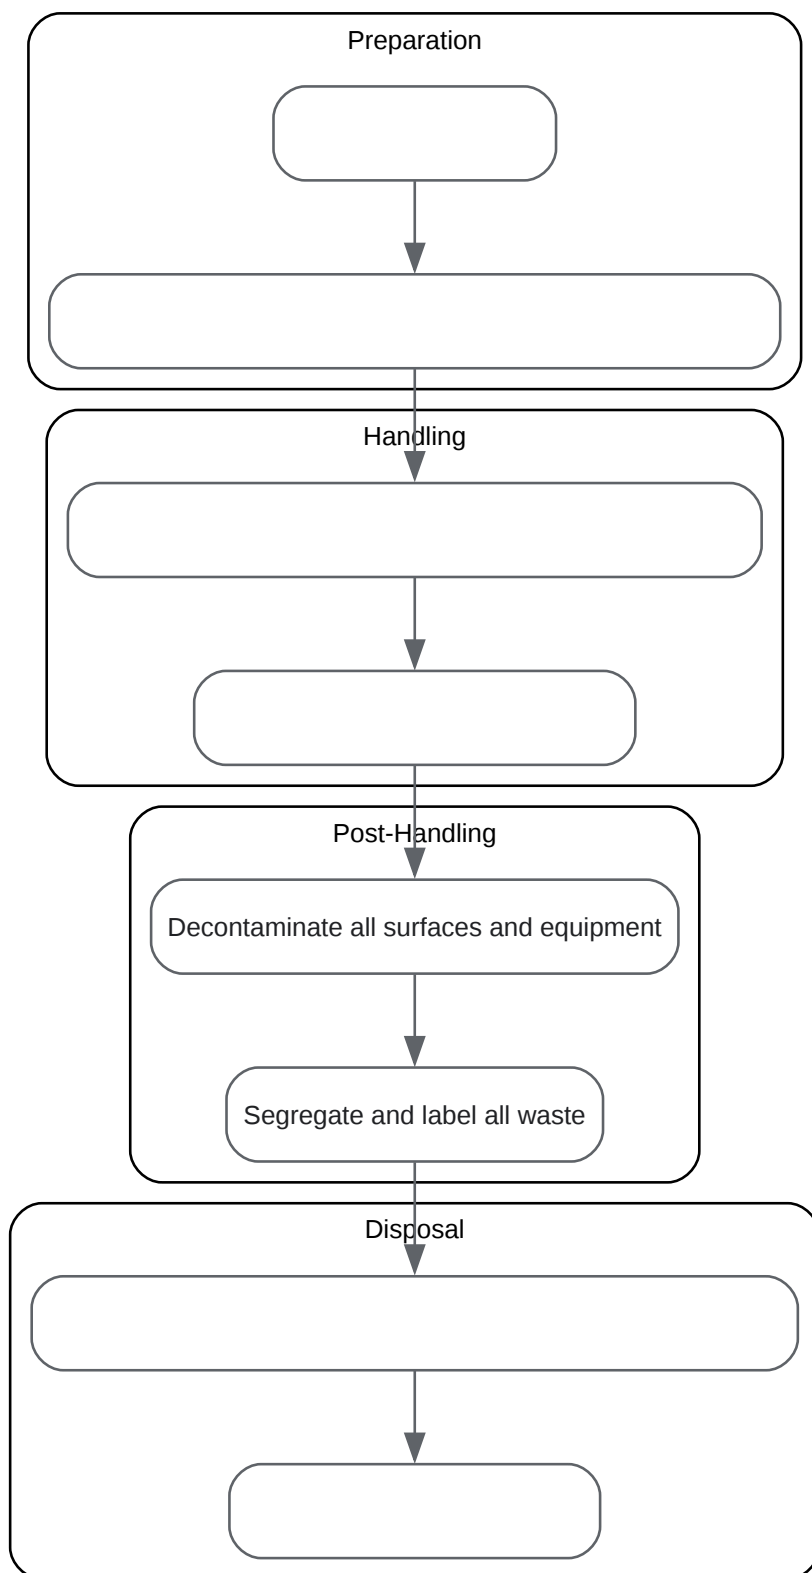 Preparation
Handling
Post-Handling
Decontaminate all surfaces and equipment
Segregate and label all waste
Disposal